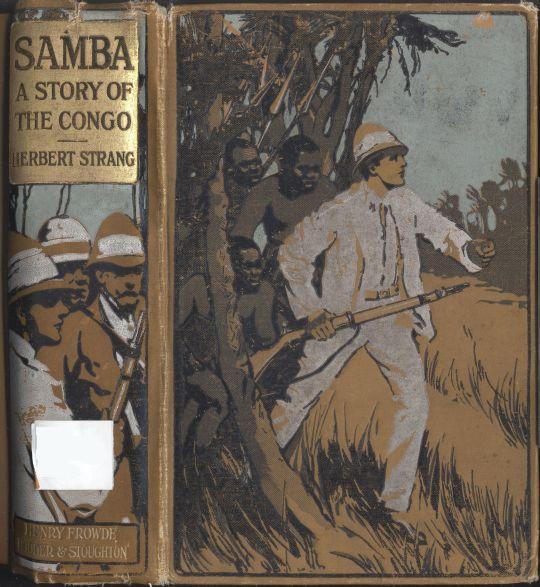 SAMBA
A STORY OF
THE CONGO
HERBERT STRANG
HENRY FROWDE
HODDER & STOUGHTON